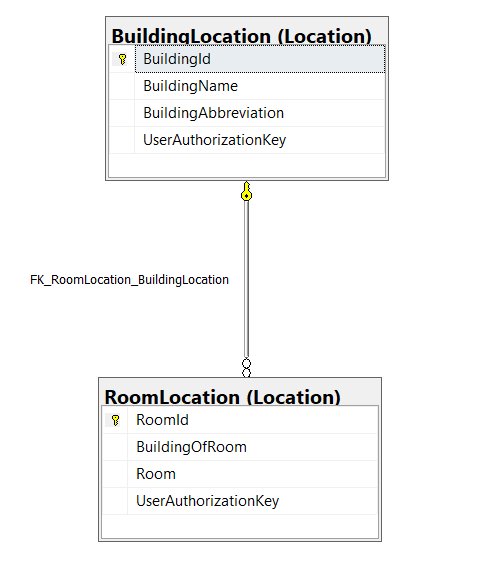 BuildingLocation (Location)
BuildingId
BuildingName
BuildingAbbreviation
UserAuthorizationKey
FK_RoomLocation_BuildingLocation
RoomLocation (Location)
RoomId
BuildingOfRoom
Room
UserAuthorizationKey